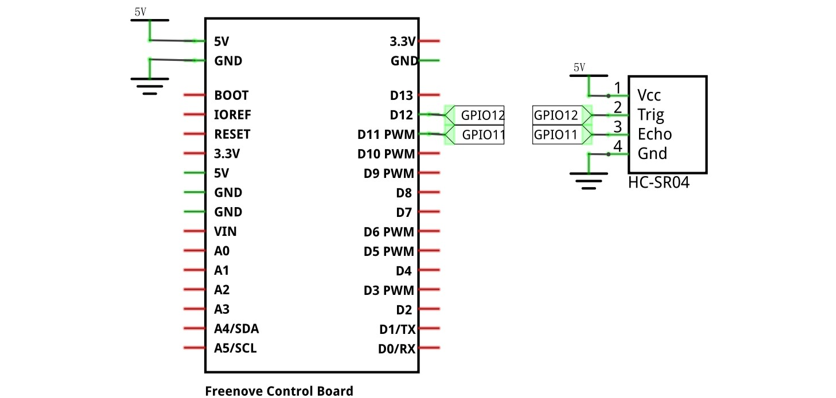 5V
5V
GND
BOOT
IOREF
RESET
3.3V
5V
GND
GND
VIN
A0
A1
A2
A3
A4/SDA
A5/SCL
3.3V
GND
D13
D12
D11 PWM
D10 PWM
D9 PWM
D8
D7
D6 PWM
D5 PWM
D4
D3 PWM
D2
D1/TX
D0/RX
Freenove Control Board
GPIO12
GPIO11
5V
GPIO12
GPIO11
1 Vcc
2 Trig
3 Echo
4 Gnd
HC-SR04